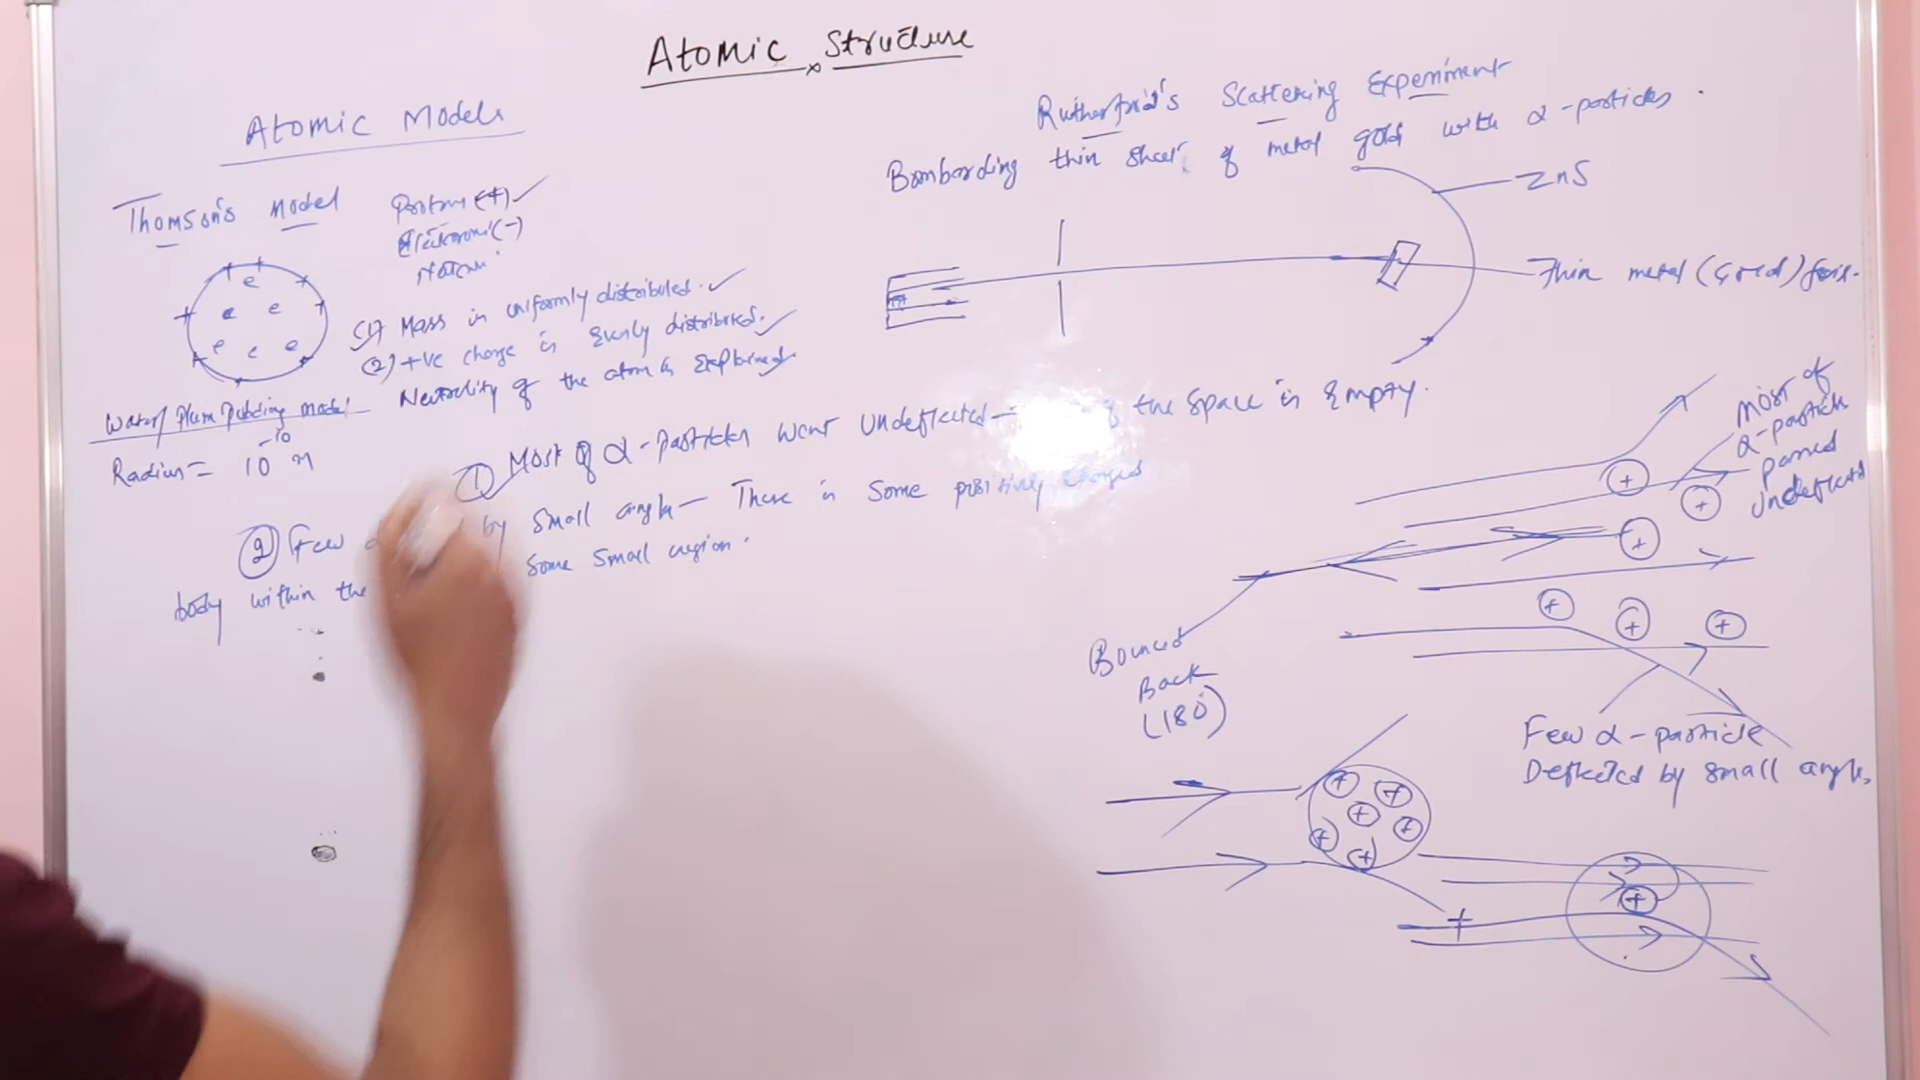 Atomic Structure
Atomic Models
Thomson's Model
Proton (+)
(-)
e
e e
e e e
(1) Mass is uniformly distributed.
(2) +ve charge is evenly distributed.
Neutrality of the atom is Explained
Water/Plum Pudding model
Radius = 10⁻¹⁰ m
Rutherford's Scattering Experiment
Bombarding thin sheet of metal gold with α-particles.
ZnS
Thin metal (Gold) foil.
① Most of α-particles went undeflected - of the space is Empty.
② Few by small angle - There is some positively charged
body within the some small region.
most of
α-particle
passed
undeflected
Bounced
Back
(180°)
Few α-particle
Deflected by small angle,